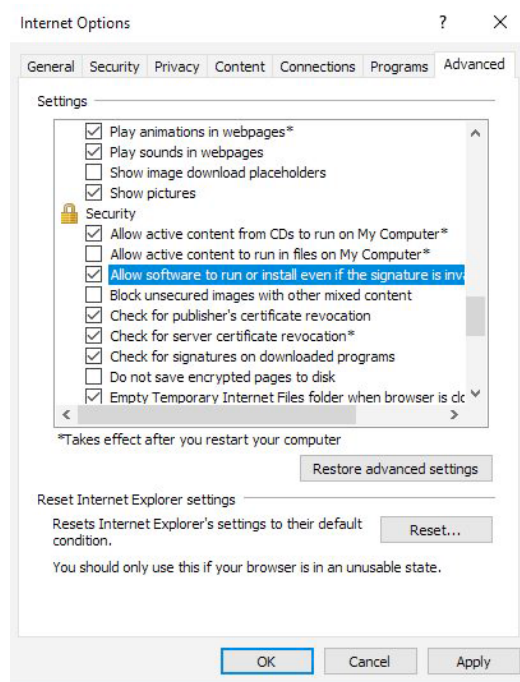 Internet Options ? ×
General Security Privacy Content Connections Programs Advanced
Settings
Play animations in webpages*
Play sounds in webpages
Show image download placeholders
Show pictures
Security
Allow active content from CDs to run on My Computer*
Allow active content to run in files on My Computer*
Allow software to run or install even if the signature is inva
Block unsecured images with other mixed content
Check for publisher's certificate revocation
Check for server certificate revocation*
Check for signatures on downloaded programs
Do not save encrypted pages to disk
Empty Temporary Internet Files folder when browser is clo
*Takes effect after you restart your computer
Restore advanced settings
Reset Internet Explorer settings
Resets Internet Explorer's settings to their default
condition.
Reset...
You should only use this if your browser is in an unusable state.
OK Cancel Apply